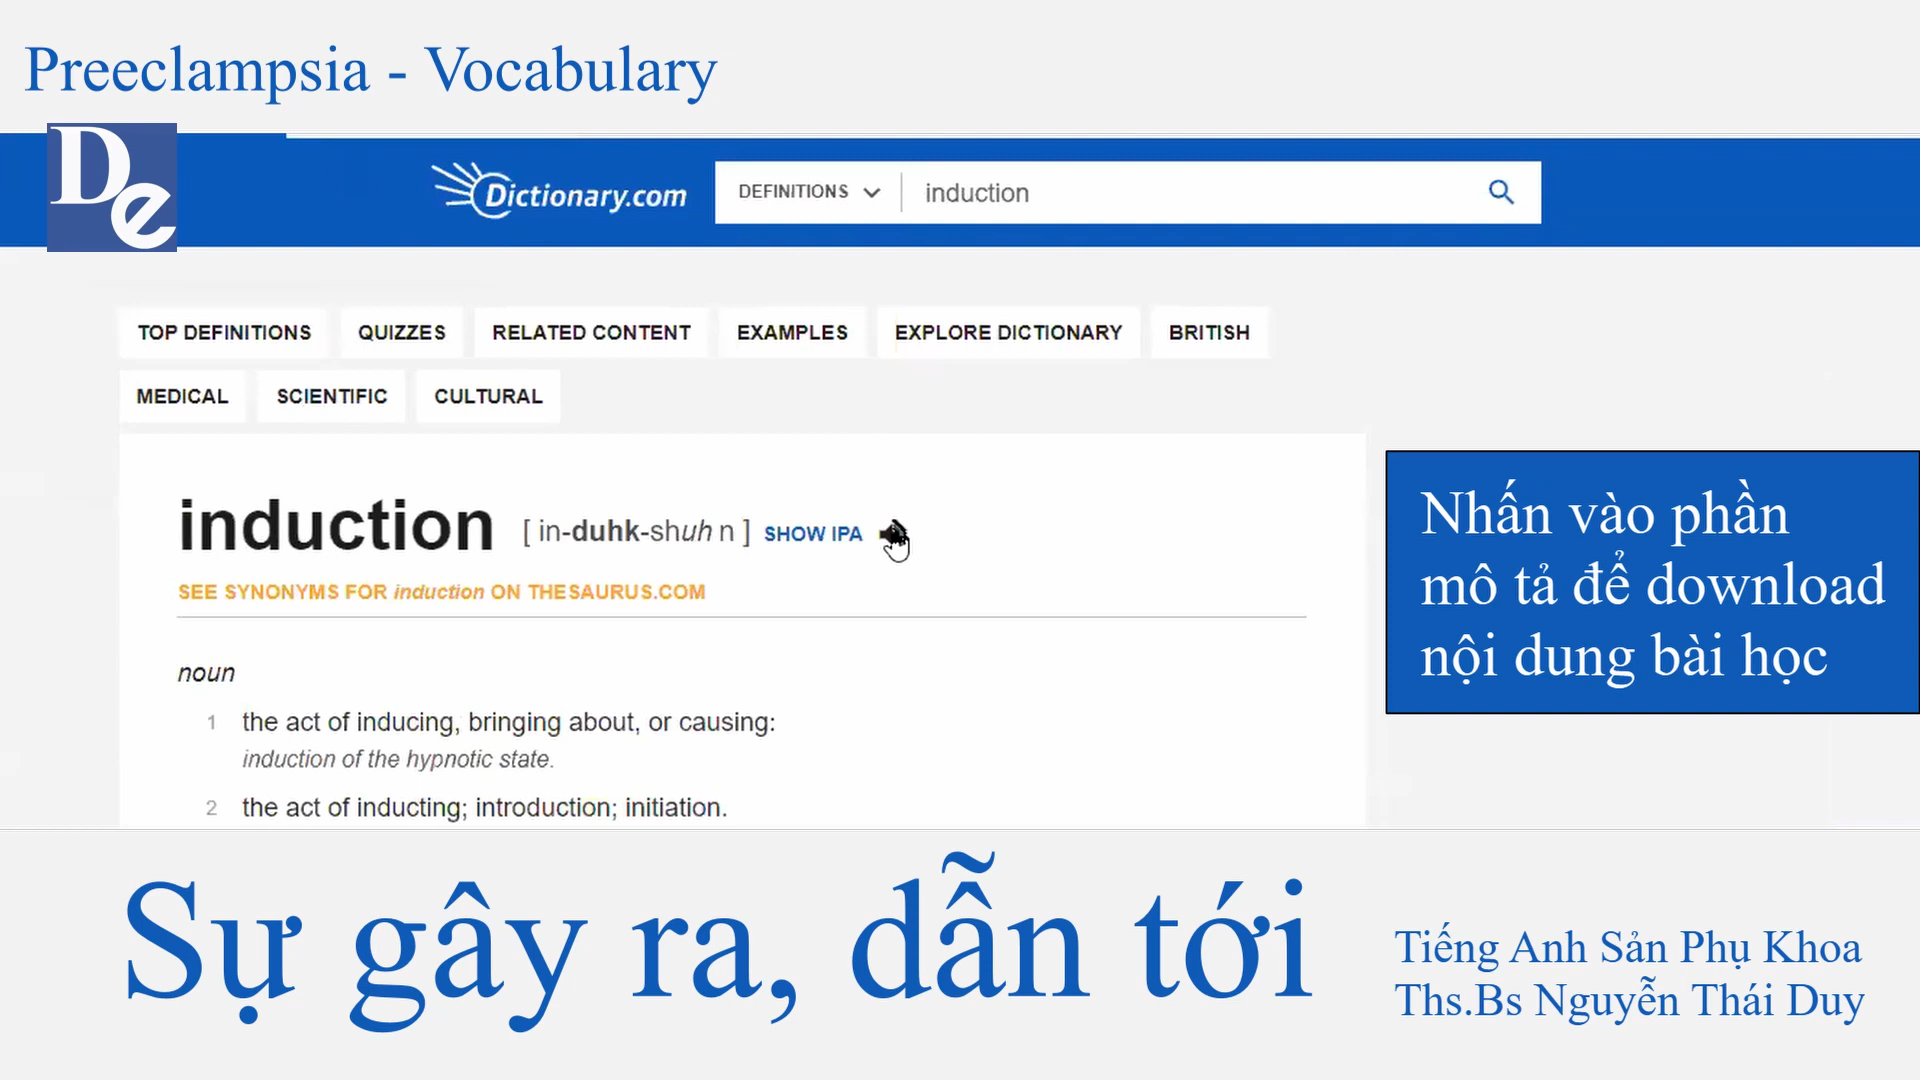 Preeclampsia - Vocabulary
De
Dictionary.com
DEFINITIONS
induction
TOP DEFINITIONS
QUIZZES
RELATED CONTENT
EXAMPLES
EXPLORE DICTIONARY
BRITISH
MEDICAL
SCIENTIFIC
CULTURAL
induction [ in-duhk-shuh n ] SHOW IPA
SEE SYNONYMS FOR induction ON THESAURUS.COM
noun
1 the act of inducing, bringing about, or causing:
induction of the hypnotic state.
2 the act of inducting; introduction; initiation.
Nhấn vào phần
mô tả để download
nội dung bài học
Sự gây ra, dẫn tới
Tiếng Anh Sản Phụ Khoa
Ths.Bs Nguyễn Thái Duy